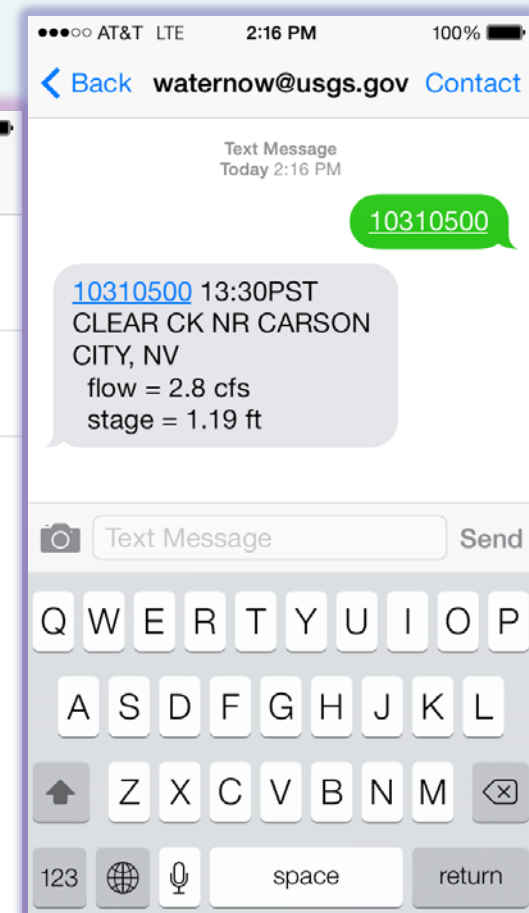 AT&T LTE 2:16 PM 100%
Back waternow@usgs.gov Contact
Text Message
Today 2:16 PM
10310500
10310500 13:30PST
CLEAR CK NR CARSON
CITY, NV
flow = 2.8 cfs
stage = 1.19 ft
Text Message Send
Q W E R T Y U I O P
A S D F G H J K L
Z X C V B N M
123 space return